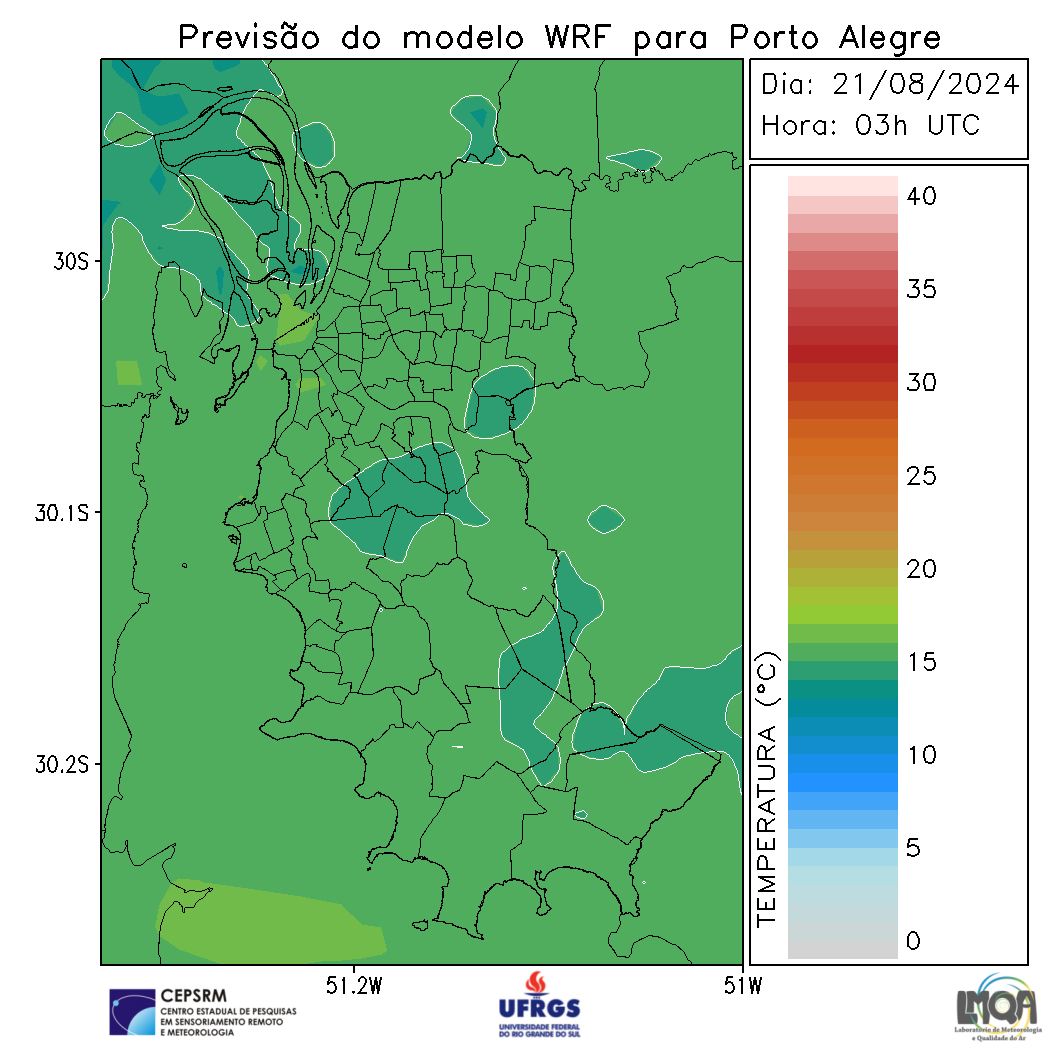 Previsão do modelo WRF para Porto Alegre
Dia: 21/08/2024
Hora: 03h UTC
40
35
30
25
20
15
10
5
0
TEMPERATURA (°C)
30S
30.1S
30.2S
51.2W
51W
CEPSRM
CENTRO ESTADUAL DE PESQUISAS
EM SENSORIAMENTO REMOTO
E METEOROLOGIA
UFRGS
UNIVERSIDADE FEDERAL
DO RIO GRANDE DO SUL
LMQA
Laboratório de Meteorologia
e Qualidade do Ar